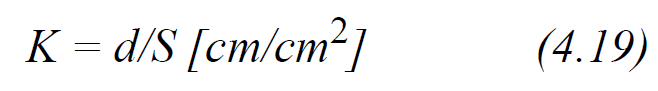 K = d/S [cm/cm²] (4.19)